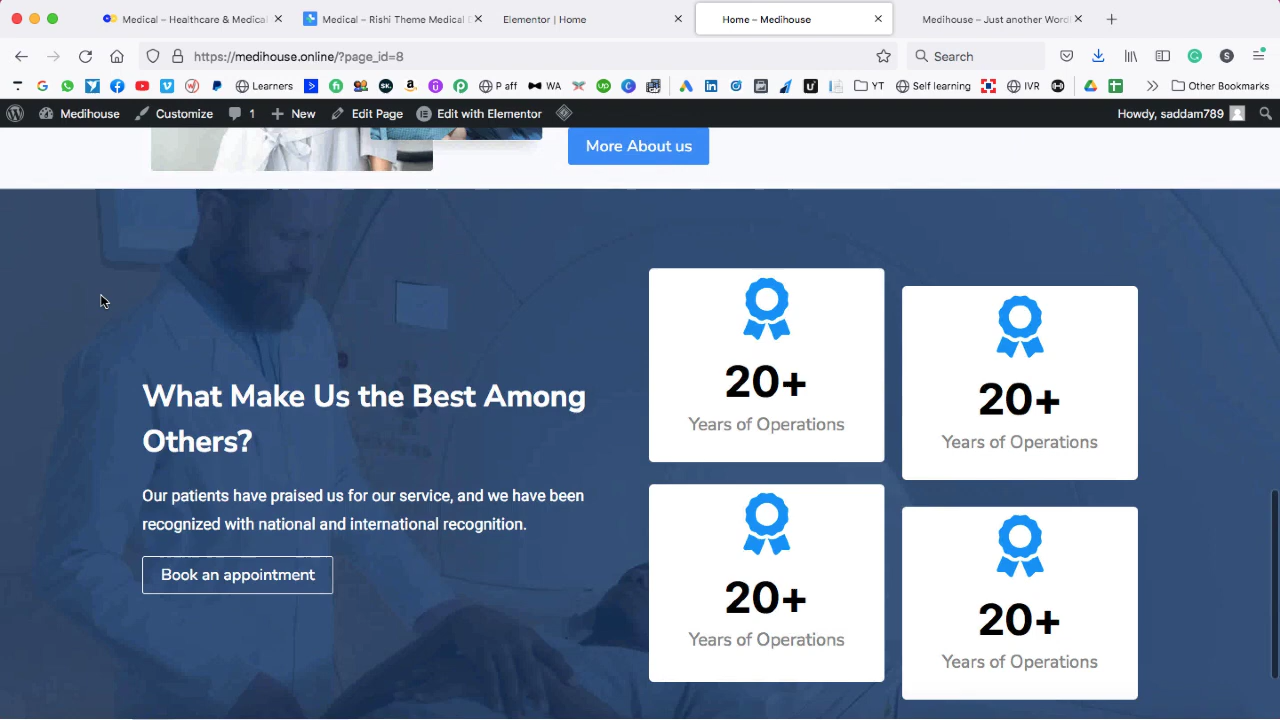 Medical – Healthcare & Medical
Medical – Rishi Theme Medical
Elementor | Home
Home – Medihouse
Medihouse – Just another Word
https://medihouse.online/?page_id=8
Search
Learners
P aff
WA
YT
Self learning
IVR
Other Bookmarks
Medihouse
Customize
1
New
Edit Page
Edit with Elementor
Howdy, saddam789
More About us
What Make Us the Best Among
Others?
Our patients have praised us for our service, and we have been
recognized with national and international recognition.
Book an appointment
20+
Years of Operations
20+
Years of Operations
20+
Years of Operations
20+
Years of Operations